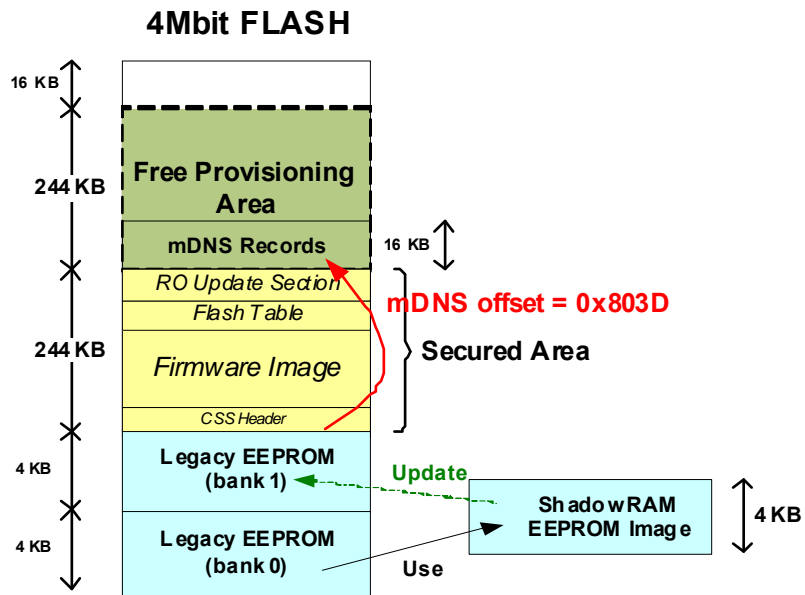 4Mbit FLASH
16 KB
244 KB
Free Provisioning
Area
mDNS Records
16 KB
RO Update Section
mDNS offset = 0x803D
Flash Table
244 KB
Firmware Image
Secured Area
CSS Header
4 KB
Legacy EEPROM
(bank 1)
Update
ShadowRAM
EEPROM Image
4 KB
4 KB
Legacy EEPROM
(bank 0)
Use